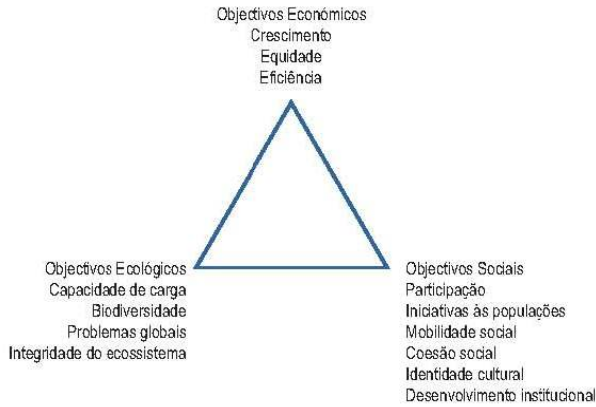 Objectivos Económicos
Crescimento
Equidade
Eficiência
Objectivos Ecológicos
Capacidade de carga
Biodiversidade
Problemas globais
Integridade do ecossistema
Objectivos Sociais
Participação
Iniciativas às populações
Mobilidade social
Coesão social
Identidade cultural
Desenvolvimento institucional